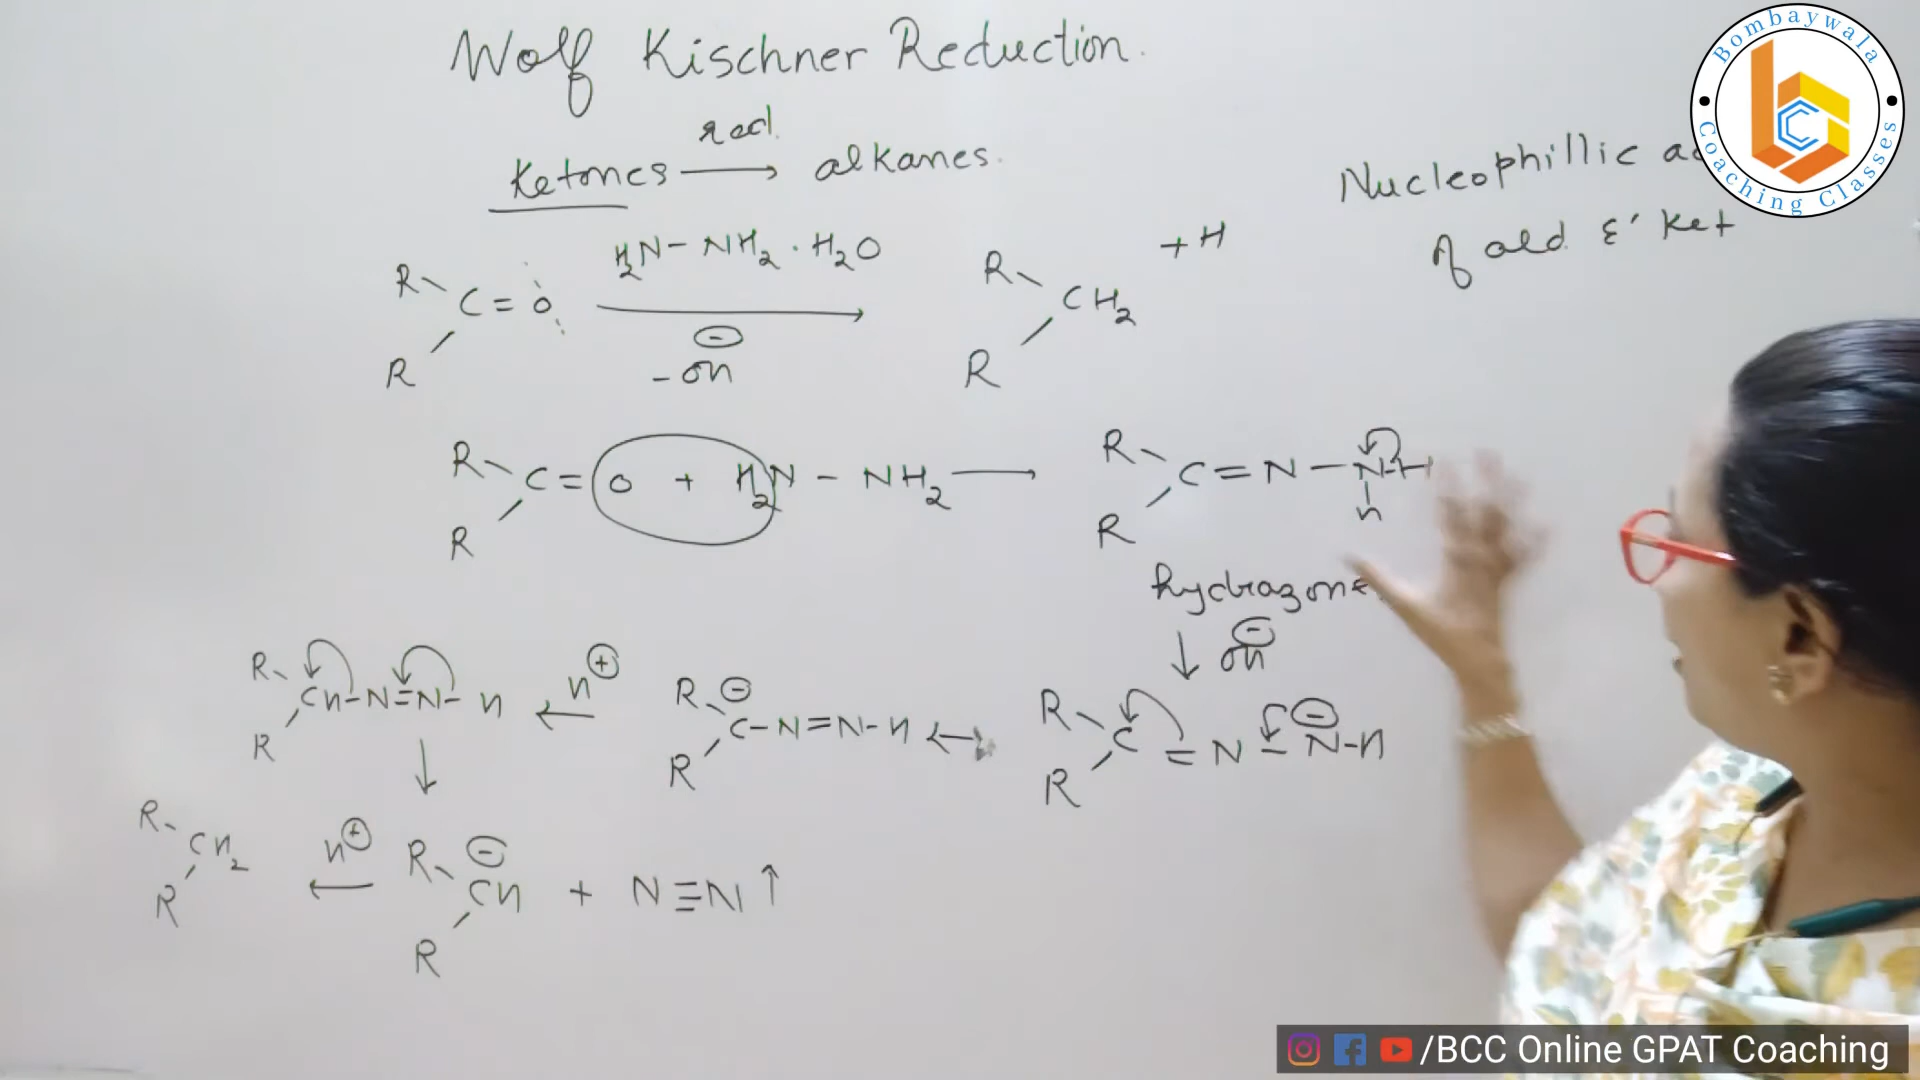 Wolf Kischner Reduction.
Ketones red. → alkanes.
Nucleophillic
of ald &' ket
R
R
C = O
H2N - NH2 · H2O
- OH ⊖
R
R
CH2
+ H
R
R
C = O + H2N - NH2 →
R
R
C = N - N - H
H
hydrazone
↓ OH ⊖
R
R
C = N - N ⊖ - H
↔
R
R
C ⊖ - N = N - H
← H ⊕
R
R
CH - N = N - H
↓
R
R
CH ⊖ + N ≡ N ↑
← H ⊕
R
R
CH2
Bombaywala
Coaching Classes
/BCC Online GPAT Coaching